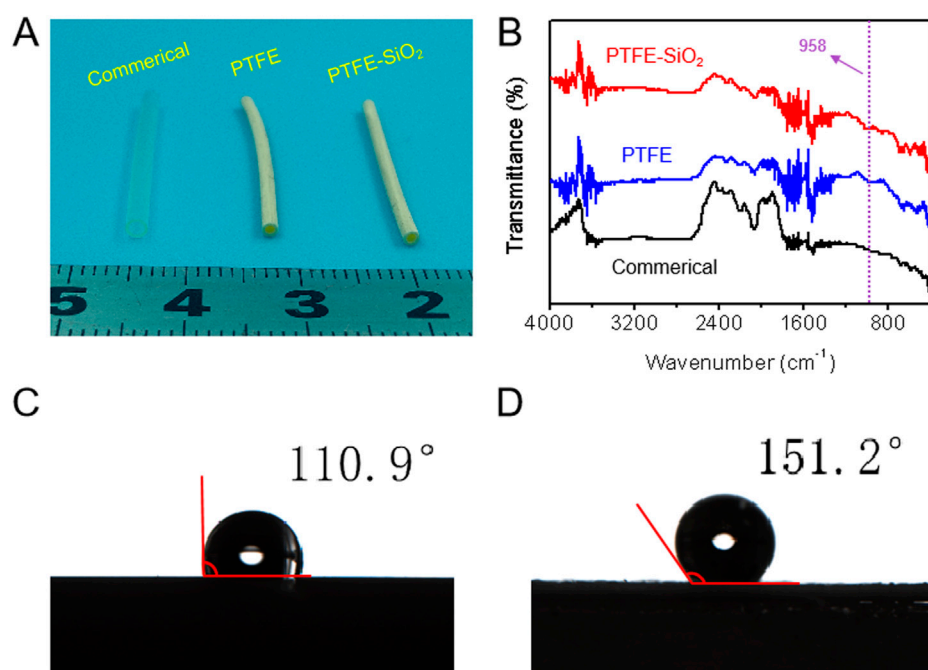 A
Commerical
PTFE
PTFE-SiO₂
5 4 3 2
B
958
PTFE-SiO₂
PTFE
Commerical
Transmittance (%)
4000 3200 2400 1600 800
Wavenumber (cm⁻¹)
C
110.9°
D
151.2°